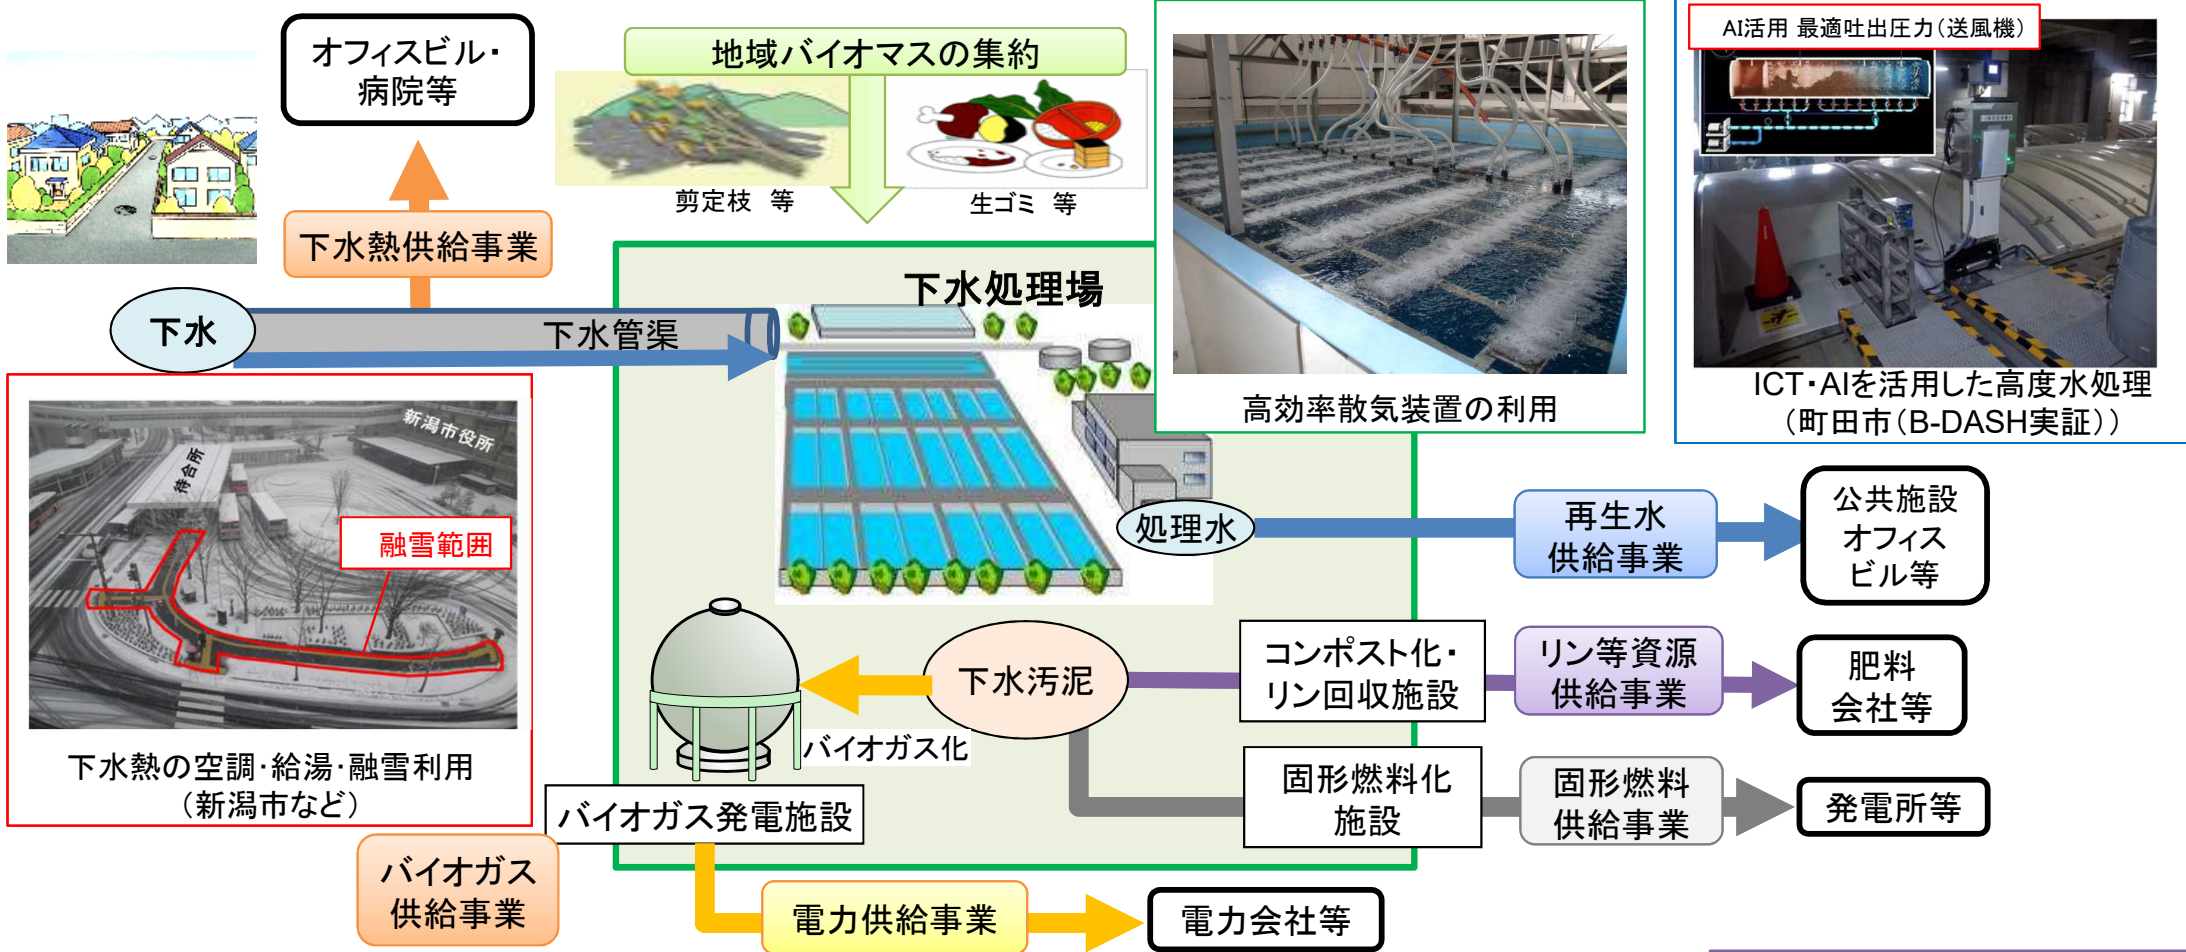 オフィスビル・
病院等
地域バイオマスの集約
剪定枝 等
生ゴミ 等
AI活用 最適吐出圧力(送風機)
下水熱供給事業
下水処理場
下水
下水管渠
高効率散気装置の利用
ICT・AIを活用した高度水処理
(町田市(B-DASH実証))
新潟市役所
待合所
融雪範囲
下水熱の空調・給湯・融雪利用
(新潟市など)
処理水
再生水
供給事業
公共施設
オフィス
ビル等
下水汚泥
コンポスト化・
リン回収施設
リン等資源
供給事業
肥料
会社等
バイオガス化
固形燃料化
施設
固形燃料
供給事業
発電所等
バイオガス発電施設
バイオガス
供給事業
電力供給事業
電力会社等